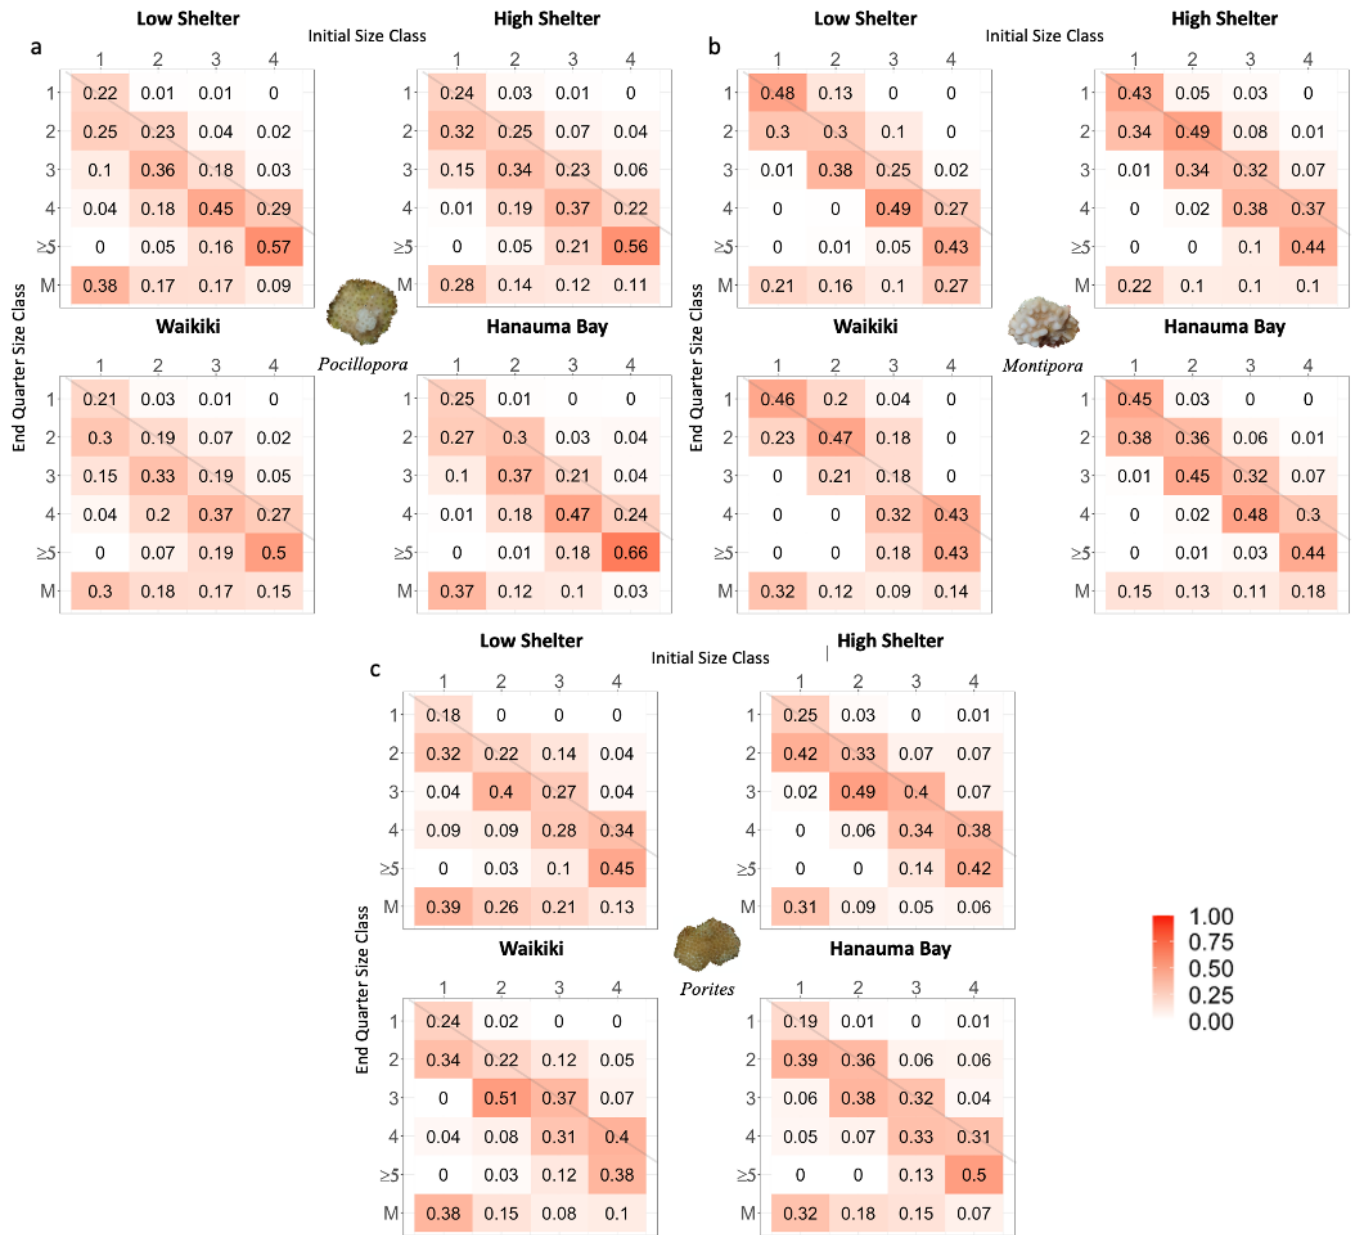 Low Shelter High Shelter Low Shelter High Shelter
a Initial Size Class b Initial Size Class
1 2 3 4 1 2 3 4 1 2 3 4 1 2 3 4
1 0.22 0.01 0.01 0 1 0.24 0.03 0.01 0 1 0.48 0.13 0 0 1 0.43 0.05 0.03 0
2 0.25 0.23 0.04 0.02 2 0.32 0.25 0.07 0.04 2 0.3 0.3 0.1 0 2 0.34 0.49 0.08 0.01
3 0.1 0.36 0.18 0.03 3 0.15 0.34 0.23 0.06 3 0.01 0.38 0.25 0.02 3 0.01 0.34 0.32 0.07
4 0.04 0.18 0.45 0.29 4 0.01 0.19 0.37 0.22 4 0 0 0.49 0.27 4 0 0.02 0.38 0.37
≥5 0 0.05 0.16 0.57 ≥5 0 0.05 0.21 0.56 ≥5 0 0.01 0.05 0.43 ≥5 0 0 0.1 0.44
M 0.38 0.17 0.17 0.09 M 0.28 0.14 0.12 0.11 M 0.21 0.16 0.1 0.27 M 0.22 0.1 0.1 0.1
End Quarter Size Class End Quarter Size Class
Waikiki Hanauma Bay Waikiki Hanauma Bay
Pocillopora Montipora
1 2 3 4 1 2 3 4 1 2 3 4 1 2 3 4
1 0.21 0.03 0.01 0 1 0.25 0.01 0 0 1 0.46 0.2 0.04 0 1 0.45 0.03 0 0
2 0.3 0.19 0.07 0.02 2 0.27 0.3 0.03 0.04 2 0.23 0.47 0.18 0 2 0.38 0.36 0.06 0.01
3 0.15 0.33 0.19 0.05 3 0.1 0.37 0.21 0.04 3 0 0.21 0.18 0 3 0.01 0.45 0.32 0.07
4 0.04 0.2 0.37 0.27 4 0.01 0.18 0.47 0.24 4 0 0 0.32 0.43 4 0 0.02 0.48 0.3
≥5 0 0.07 0.19 0.5 ≥5 0 0.01 0.18 0.66 ≥5 0 0 0.18 0.43 ≥5 0 0.01 0.03 0.44
M 0.3 0.18 0.17 0.15 M 0.37 0.12 0.1 0.03 M 0.32 0.12 0.09 0.14 M 0.15 0.13 0.11 0.18
Low Shelter High Shelter
c Initial Size Class
1 2 3 4 1 2 3 4
1 0.18 0 0 0 1 0.25 0.03 0 0.01
2 0.32 0.22 0.14 0.04 2 0.42 0.33 0.07 0.07
3 0.04 0.4 0.27 0.04 3 0.02 0.49 0.4 0.07
4 0.09 0.09 0.28 0.34 4 0 0.06 0.34 0.38
≥5 0 0.03 0.1 0.45 ≥5 0 0 0.14 0.42
M 0.39 0.26 0.21 0.13 M 0.31 0.09 0.05 0.06
End Quarter Size Class
Waikiki Hanauma Bay
Porites
1 2 3 4 1 2 3 4
1 0.24 0.02 0 0 1 0.19 0.01 0 0.01
2 0.34 0.22 0.12 0.05 2 0.39 0.36 0.06 0.06
3 0 0.51 0.37 0.07 3 0.06 0.38 0.32 0.04
4 0.04 0.08 0.31 0.4 4 0.05 0.07 0.33 0.31
≥5 0 0.03 0.12 0.38 ≥5 0 0 0.13 0.5
M 0.38 0.15 0.08 0.1 M 0.32 0.18 0.15 0.07
1.00
0.75
0.50
0.25
0.00